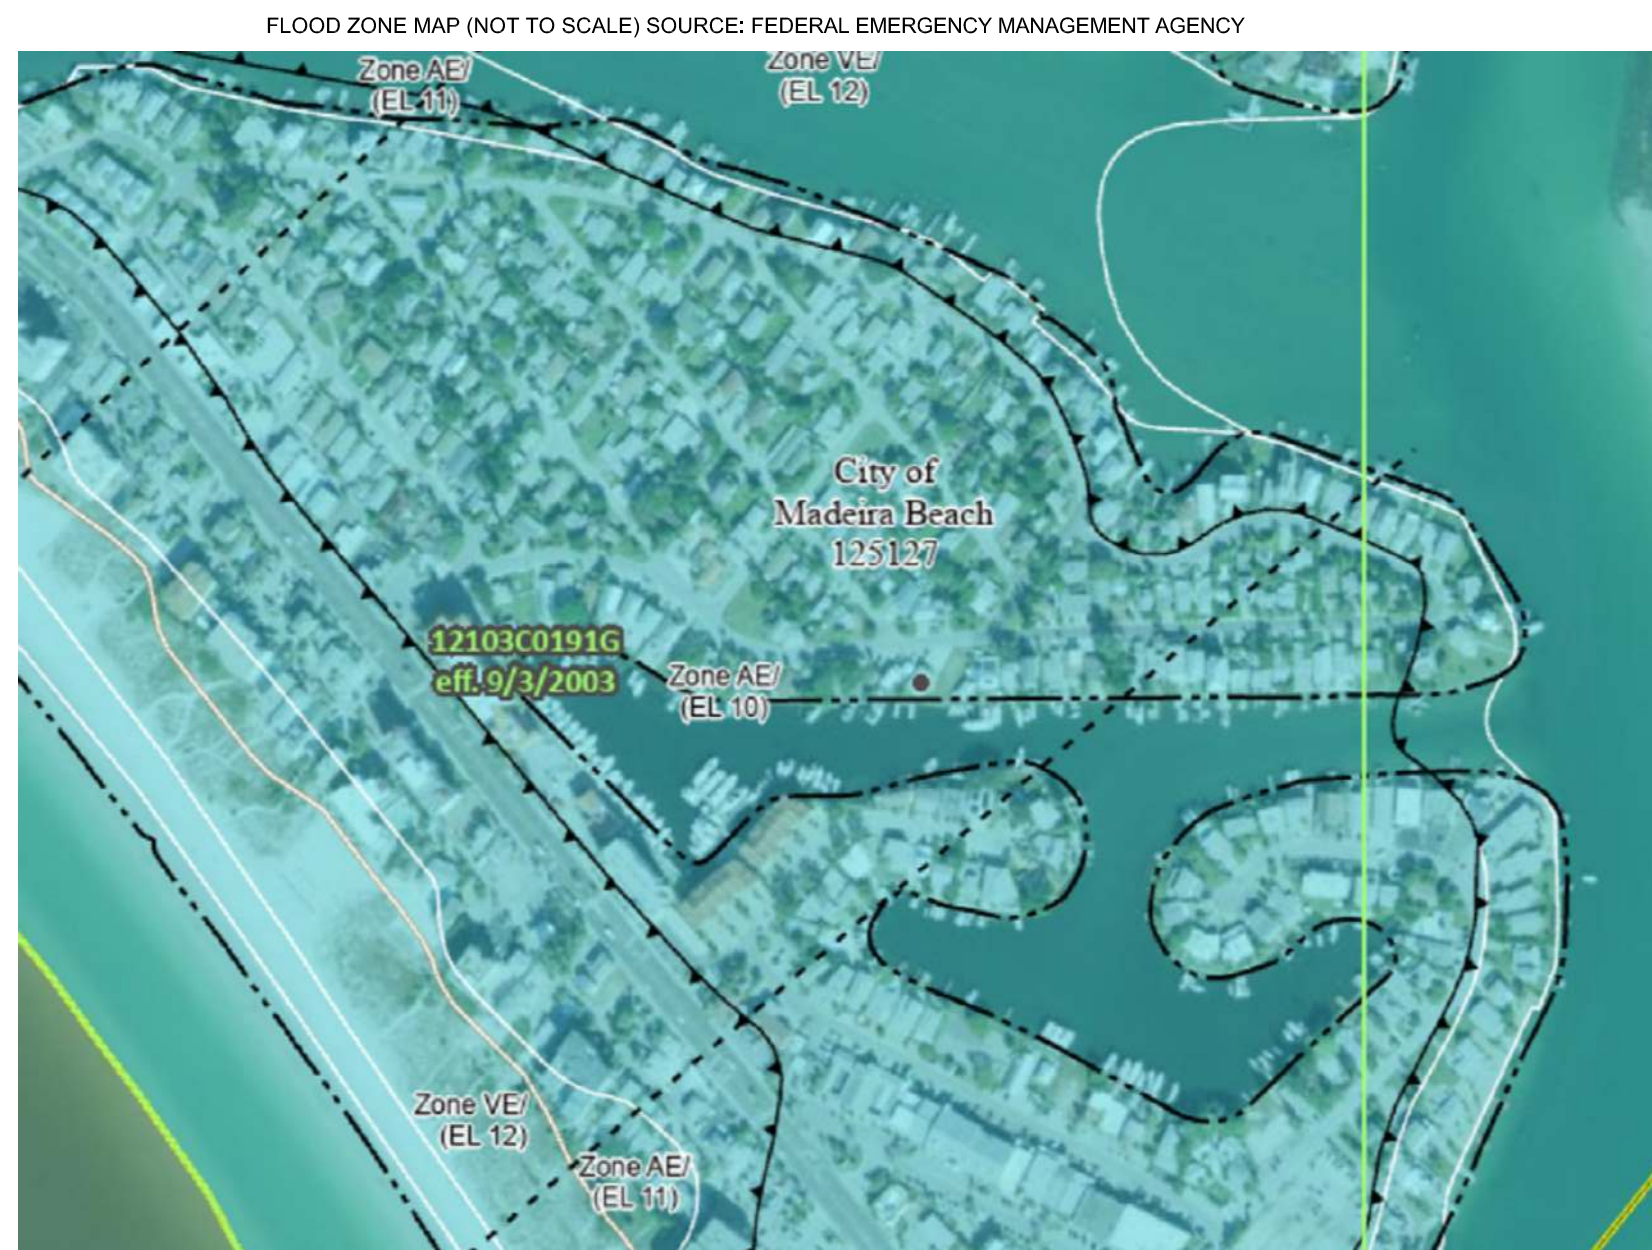 FLOOD ZONE MAP (NOT TO SCALE) SOURCE: FEDERAL EMERGENCY MANAGEMENT AGENCY
Zone AE/
(EL 11)
Zone VE/
(EL 12)
City of
Madeira Beach
125127
12103C0191G
eff. 9/3/2003
Zone AE/
(EL 10)
Zone VE/
(EL 12)
Zone AE/
(EL 11)